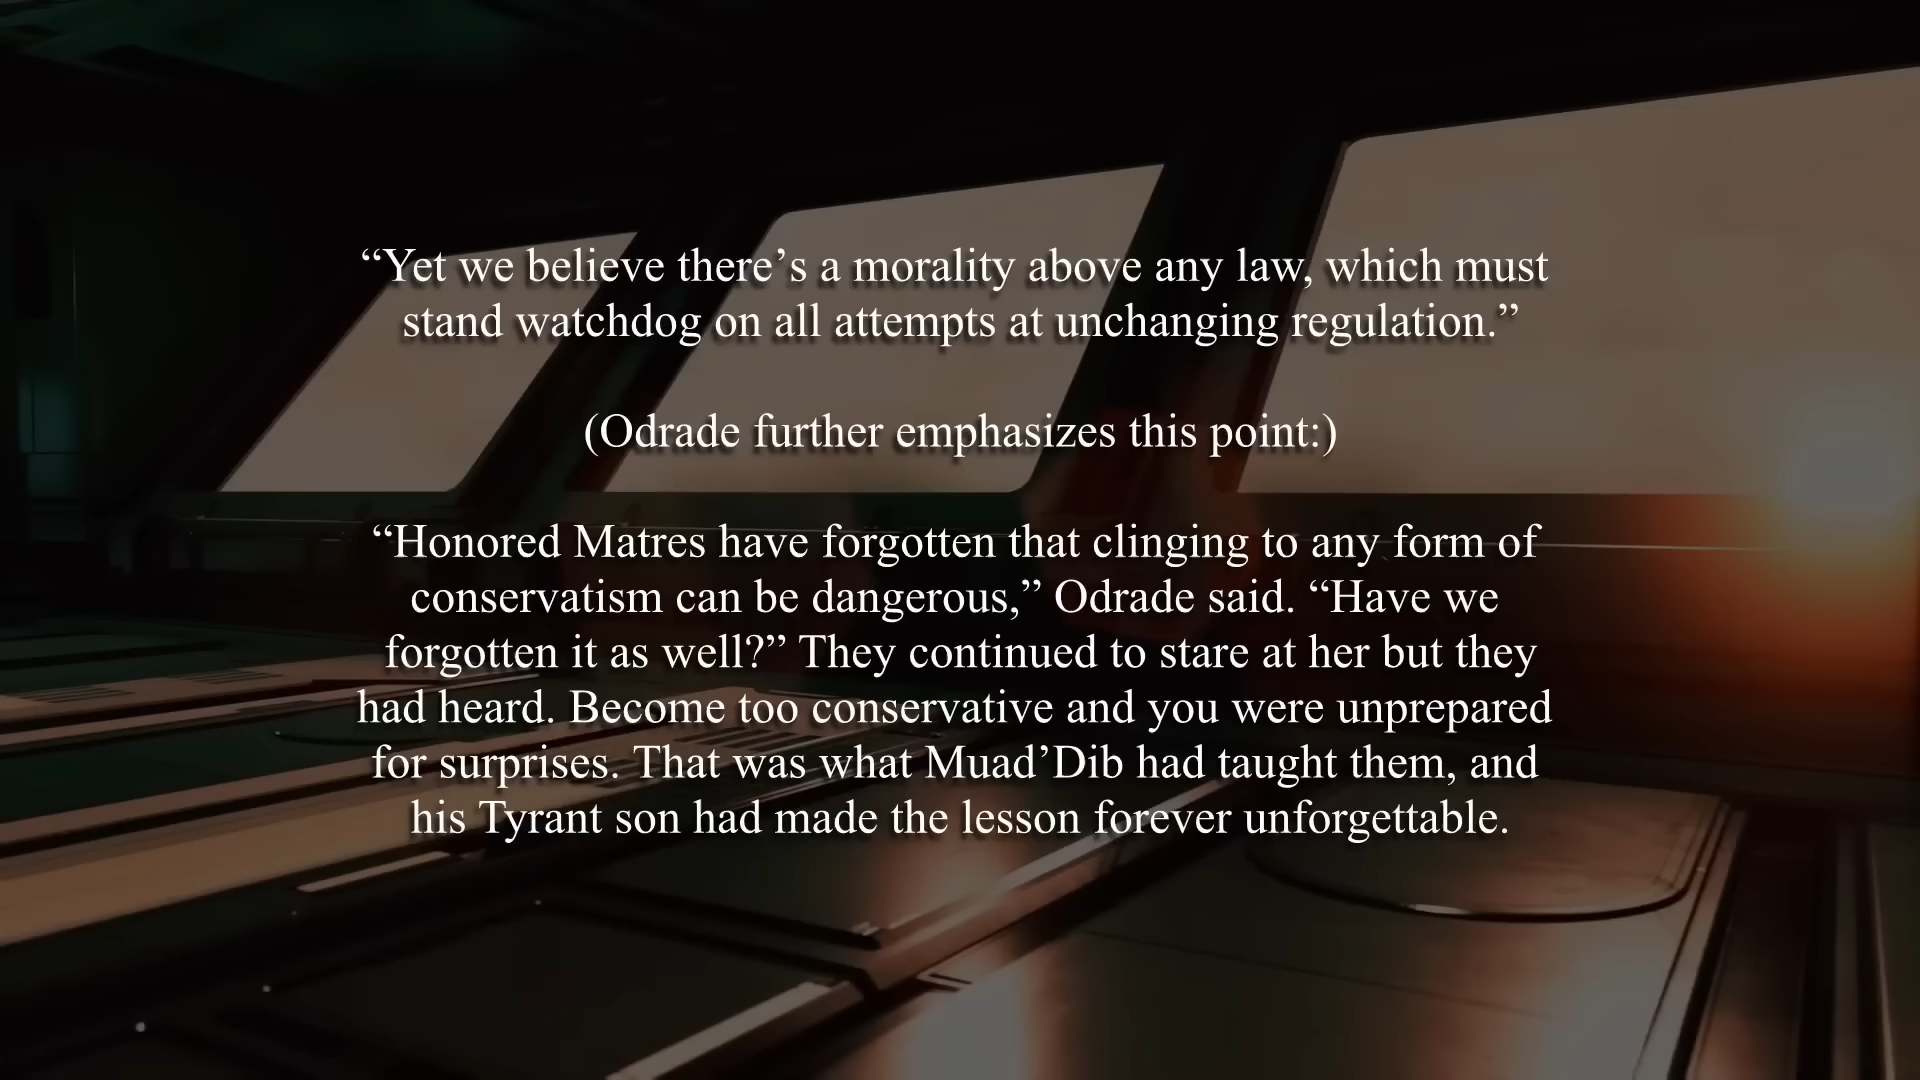 “Yet we believe there’s a morality above any law, which must
stand watchdog on all attempts at unchanging regulation.”
(Odrade further emphasizes this point:)
“Honored Matres have forgotten that clinging to any form of
conservatism can be dangerous,” Odrade said. “Have we
forgotten it as well?” They continued to stare at her but they
had heard. Become too conservative and you were unprepared
for surprises. That was what Muad’Dib had taught them, and
his Tyrant son had made the lesson forever unforgettable.